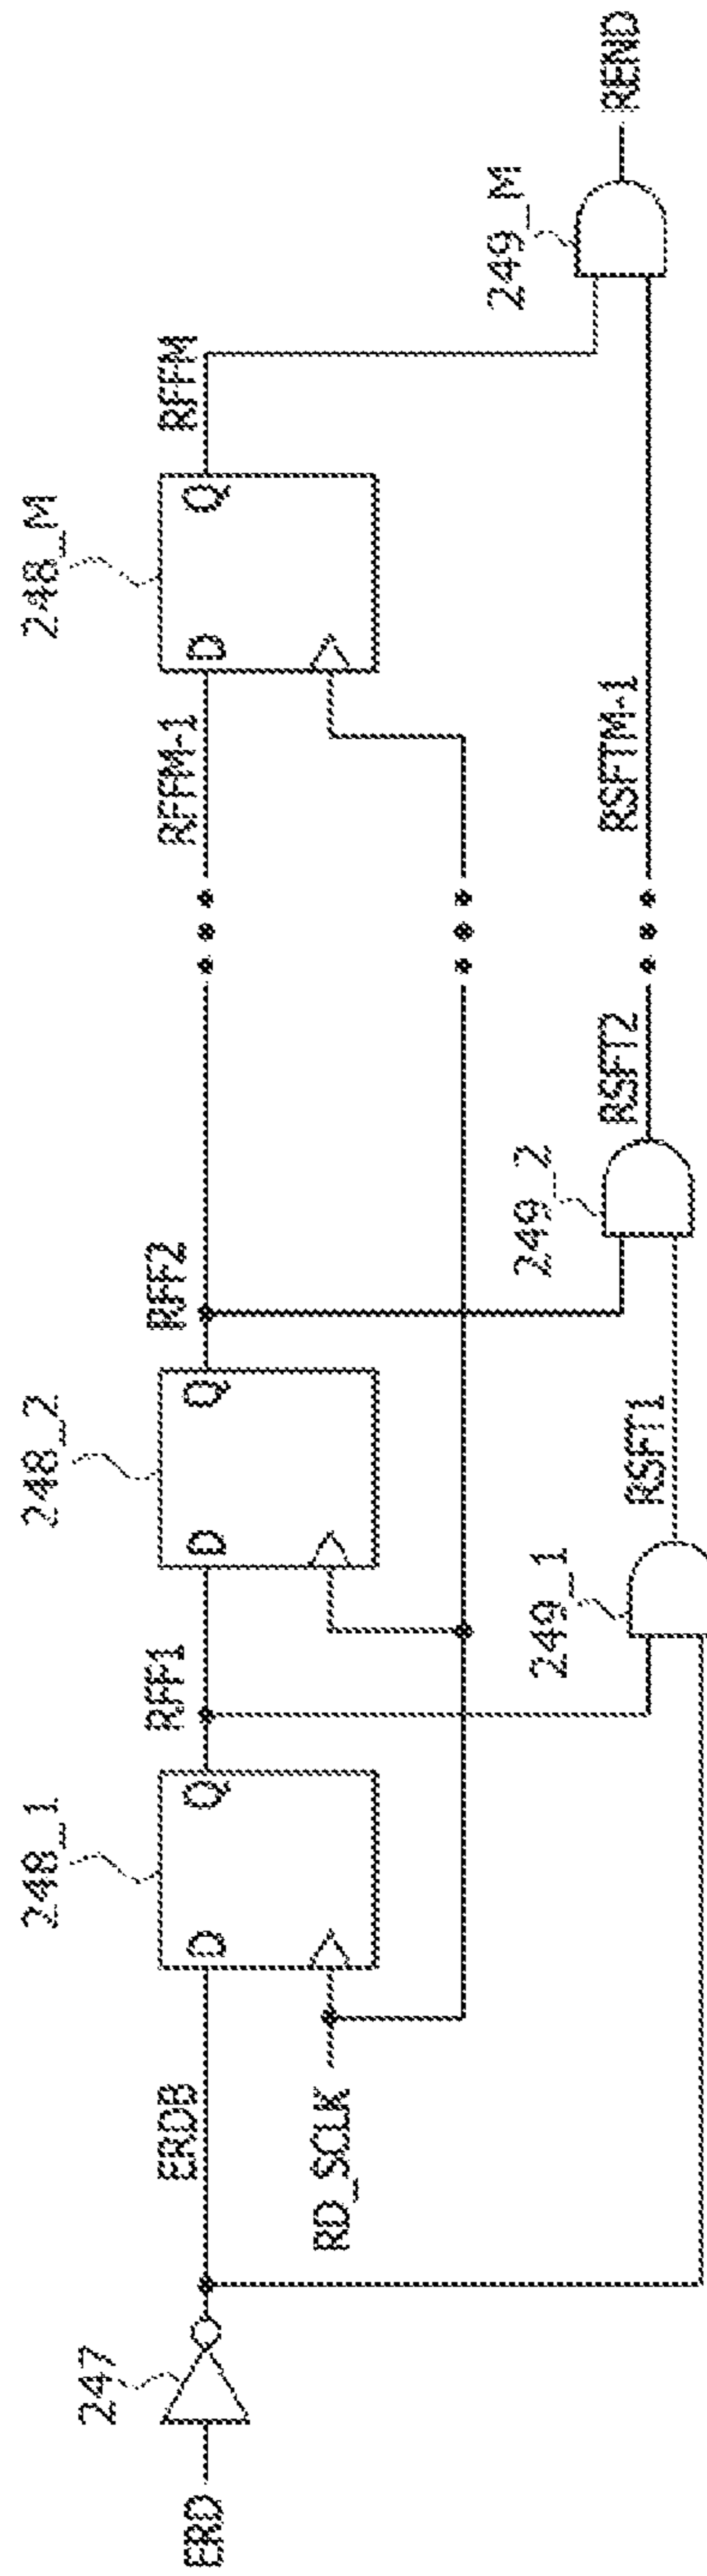 248_1
248_2
248_M
247
ERD
ERDB
D
Q
RFF1
D
Q
RFF2
RFFM-1
D
Q
RFFM
RD_SCLK
249_1
RSFT1
249_2
RSFT2
RSFTM-1
249_M
REND